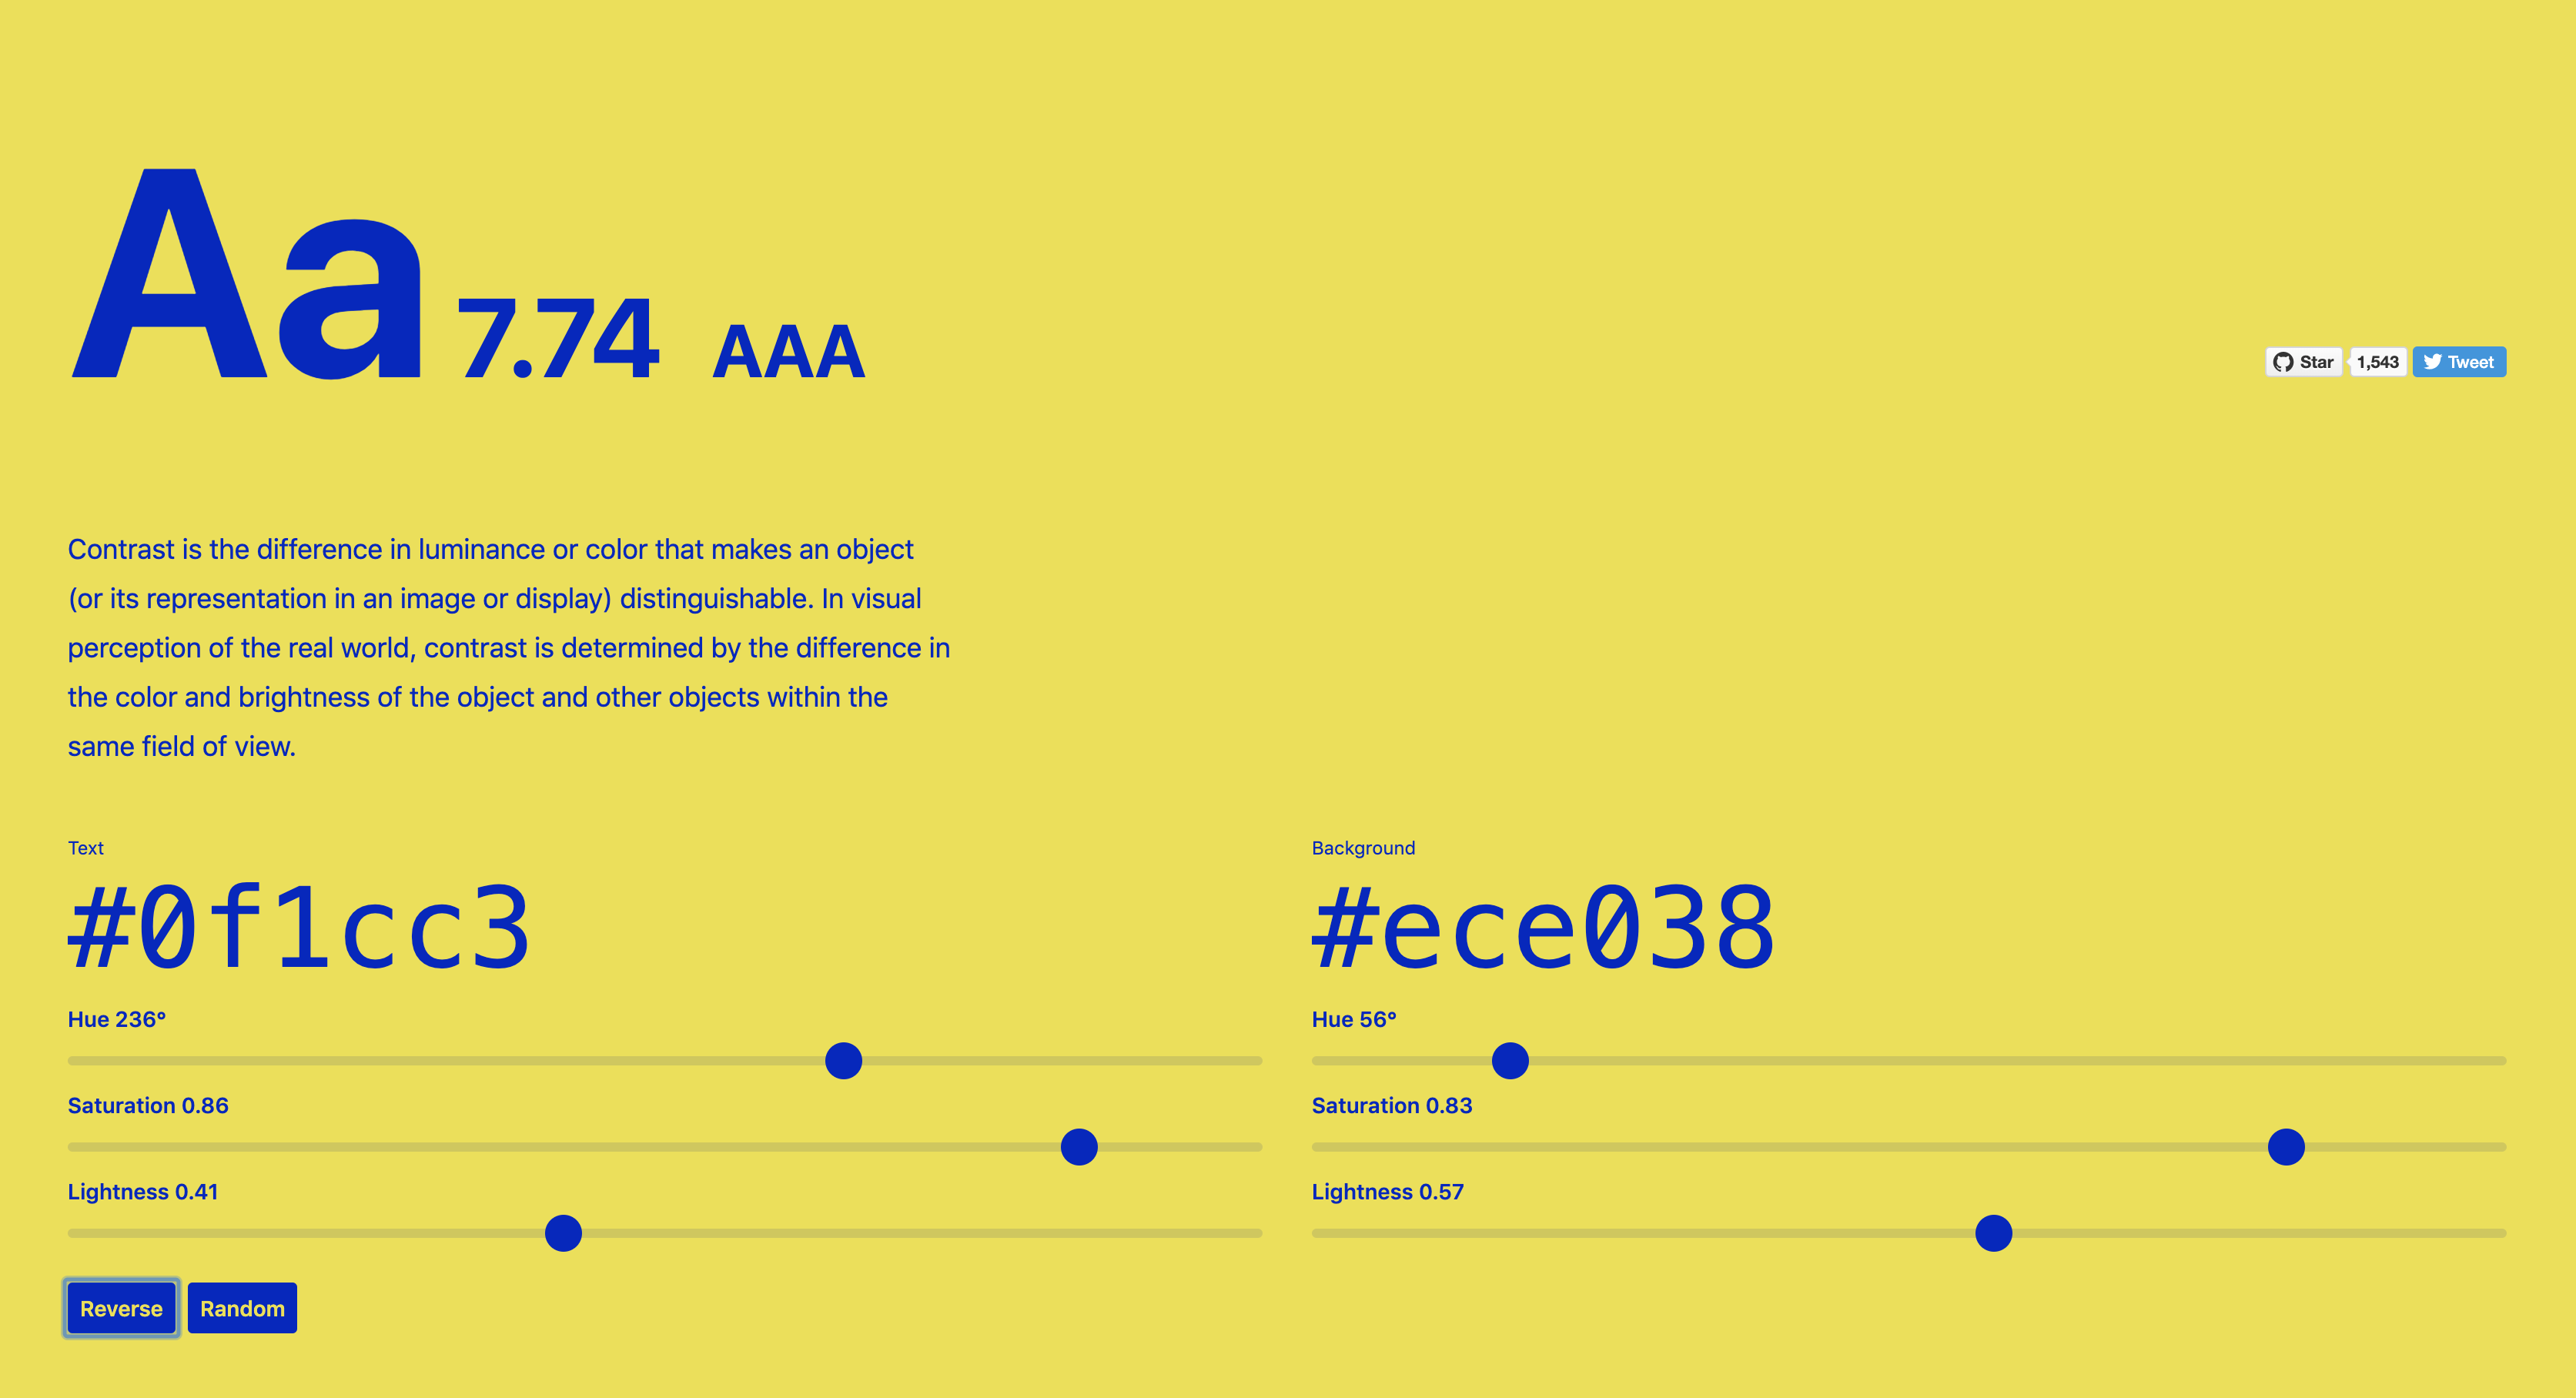 Aa 7.74 AAA
Star 1,543 Tweet
Contrast is the difference in luminance or color that makes an object
(or its representation in an image or display) distinguishable. In visual
perception of the real world, contrast is determined by the difference in
the color and brightness of the object and other objects within the
same field of view.
Text
#0f1cc3
Hue 236°
Saturation 0.86
Lightness 0.41
Background
#ece038
Hue 56°
Saturation 0.83
Lightness 0.57
Reverse Random